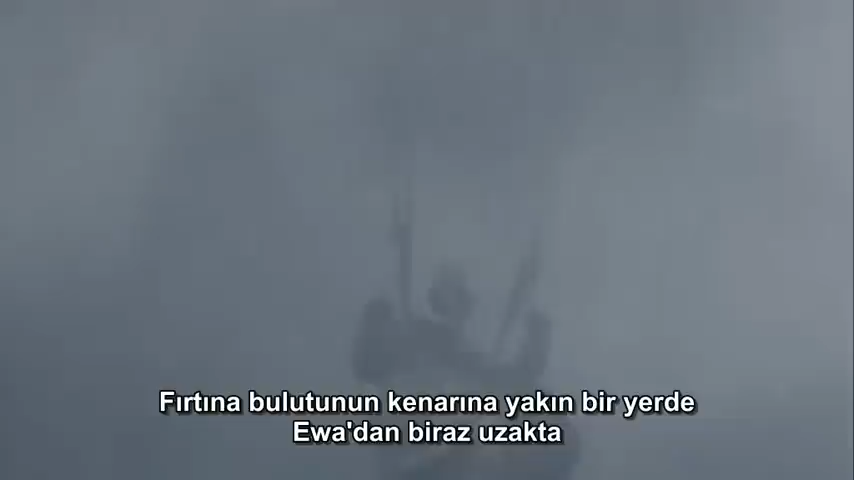 Fırtına bulutunun kenarına yakın bir yerde
Ewa'dan biraz uzakta